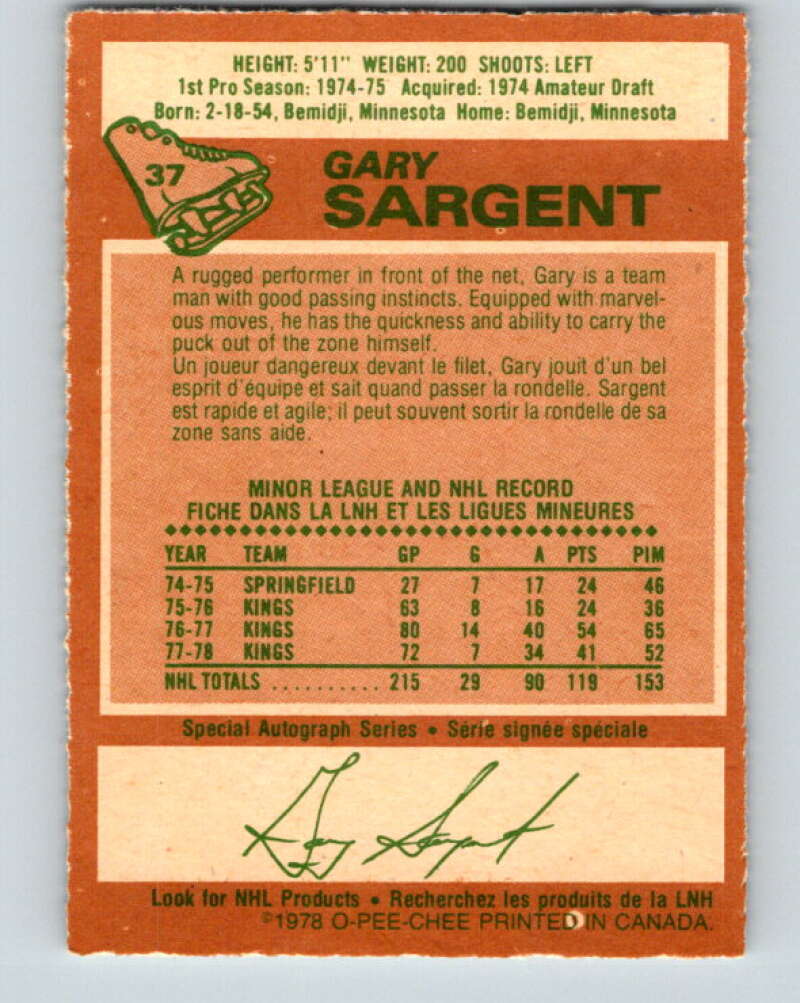 HEIGHT: 5'11" WEIGHT: 200 SHOOTS: LEFT
1st Pro Season: 1974-75 Acquired: 1974 Amateur Draft
Born: 2-18-54, Bemidji, Minnesota Home: Bemidji, Minnesota
37
GARY
SARGENT
A rugged performer in front of the net, Gary is a team
man with good passing instincts. Equipped with marvel-
ous moves, he has the quickness and ability to carry the
puck out of the zone himself.
Un joueur dangereux devant le filet, Gary jouit d'un bel
esprit d'équipe et sait quand passer la rondelle. Sargent
est rapide et agile; il peut souvent sortir la rondelle de sa
zone sans aide.
MINOR LEAGUE AND NHL RECORD
FICHE DANS LA LNH ET LES LIGUES MINEURES
YEAR TEAM GP G A PTS PIM
74-75 SPRINGFIELD 27 7 17 24 46
75-76 KINGS 63 8 16 24 36
76-77 KINGS 80 14 40 54 65
77-78 KINGS 72 7 34 41 52
NHL TOTALS .......... 215 29 90 119 153
Special Autograph Series • Série signée spéciale
Gary Sargent
Look for NHL Products • Recherchez les produits de la LNH
©1978 O-PEE-CHEE PRINTED IN CANADA.